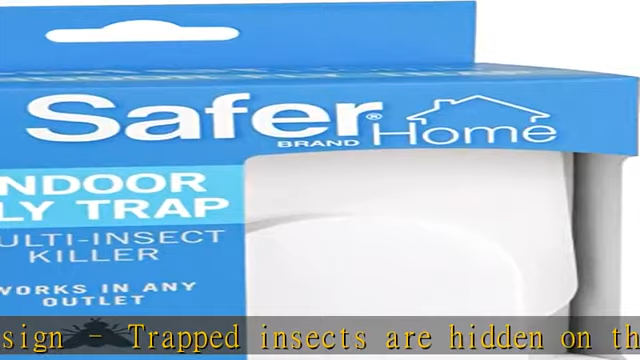 Safer® Home
BRAND
NDOOR
LY TRAP
ULTI-INSECT
KILLER
WORKS IN ANY
OUTLET
sign - Trapped insects are hidden on th